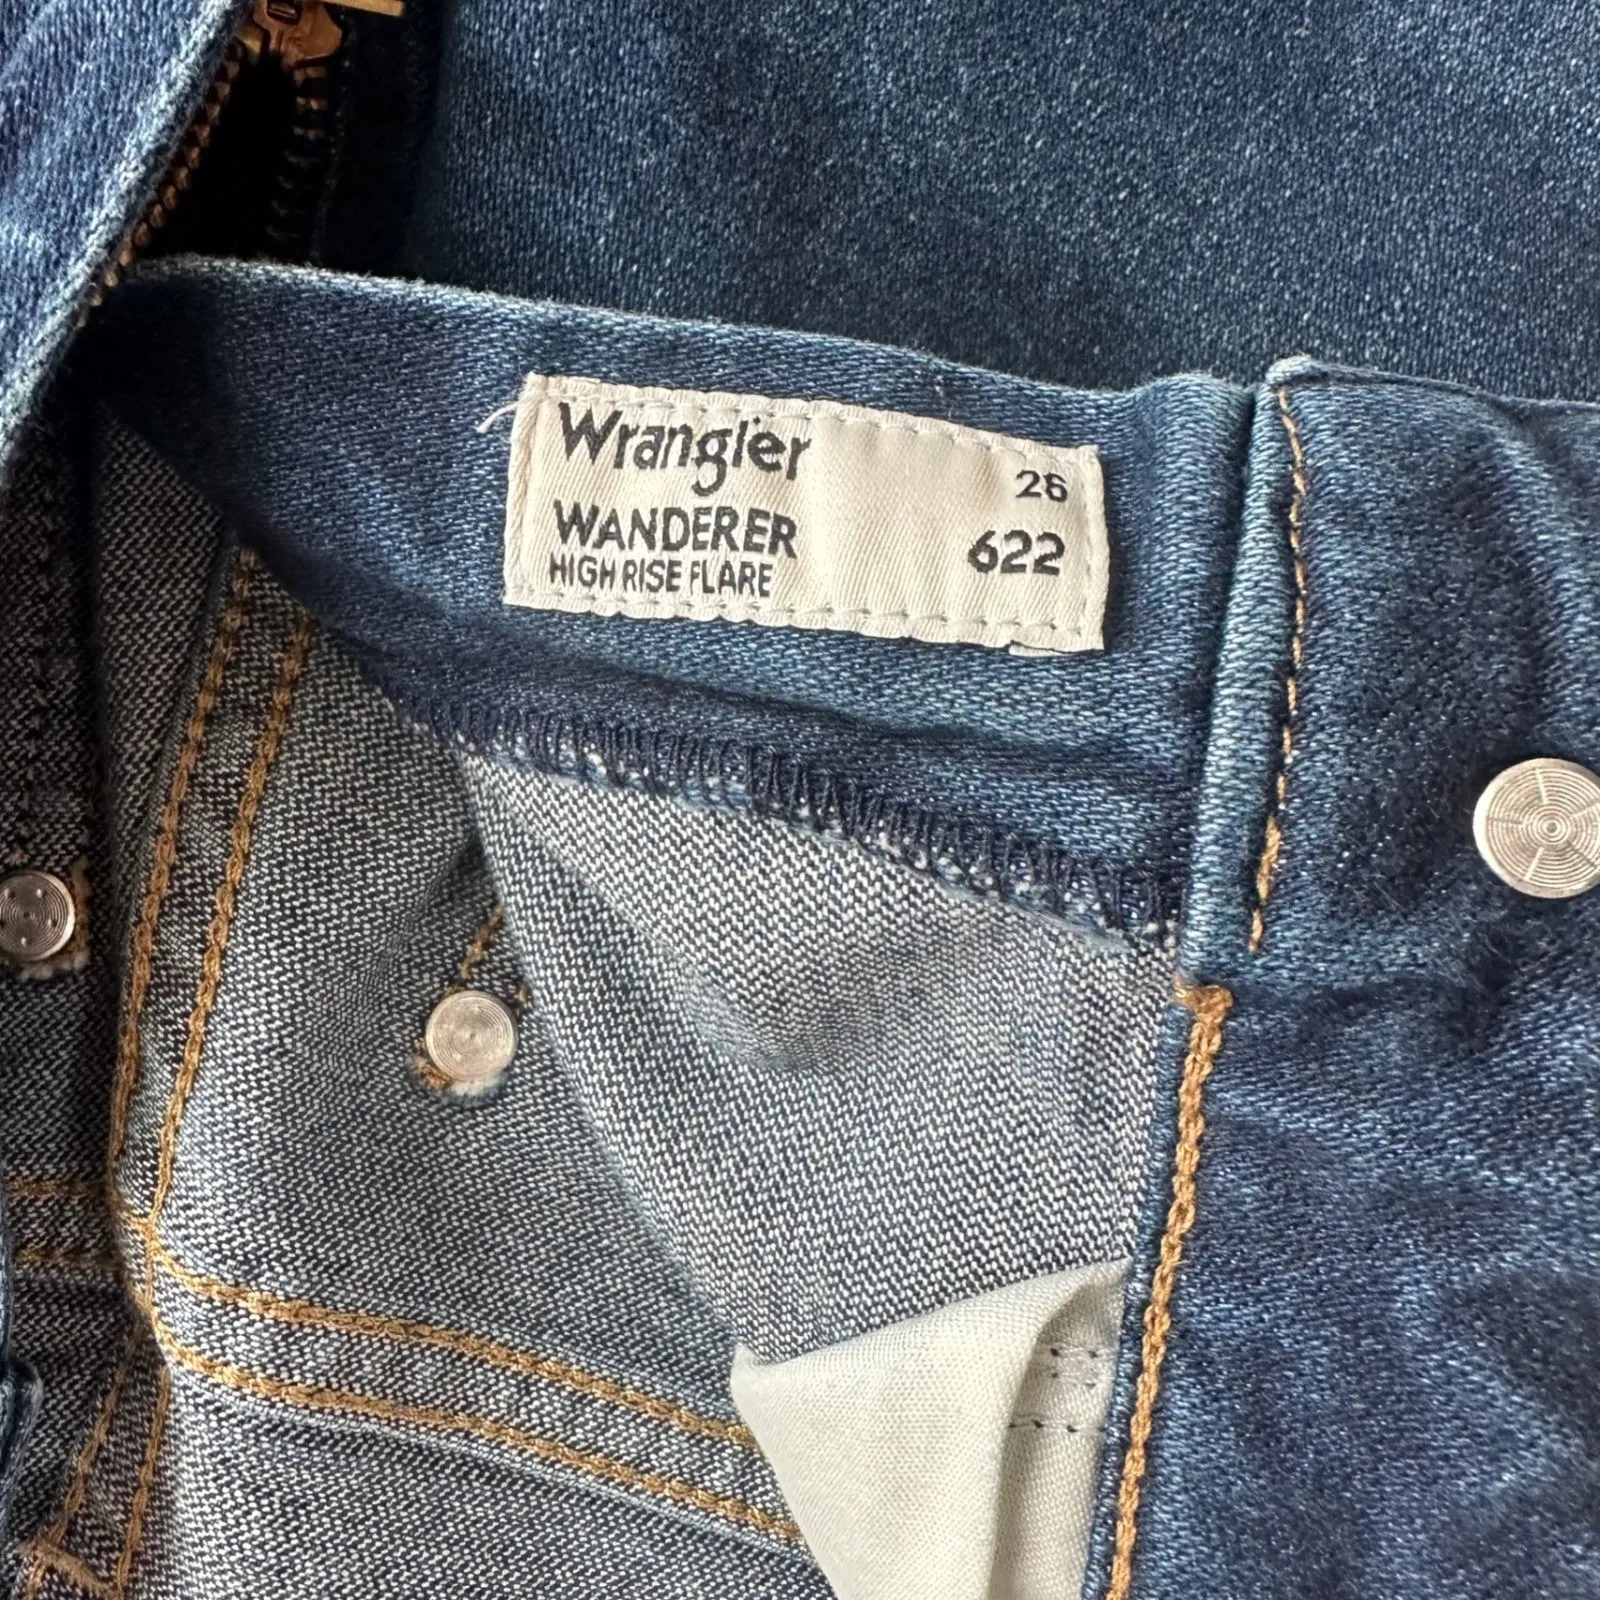 Wrangler
WANDERER
HIGH RISE FLARE
26
622